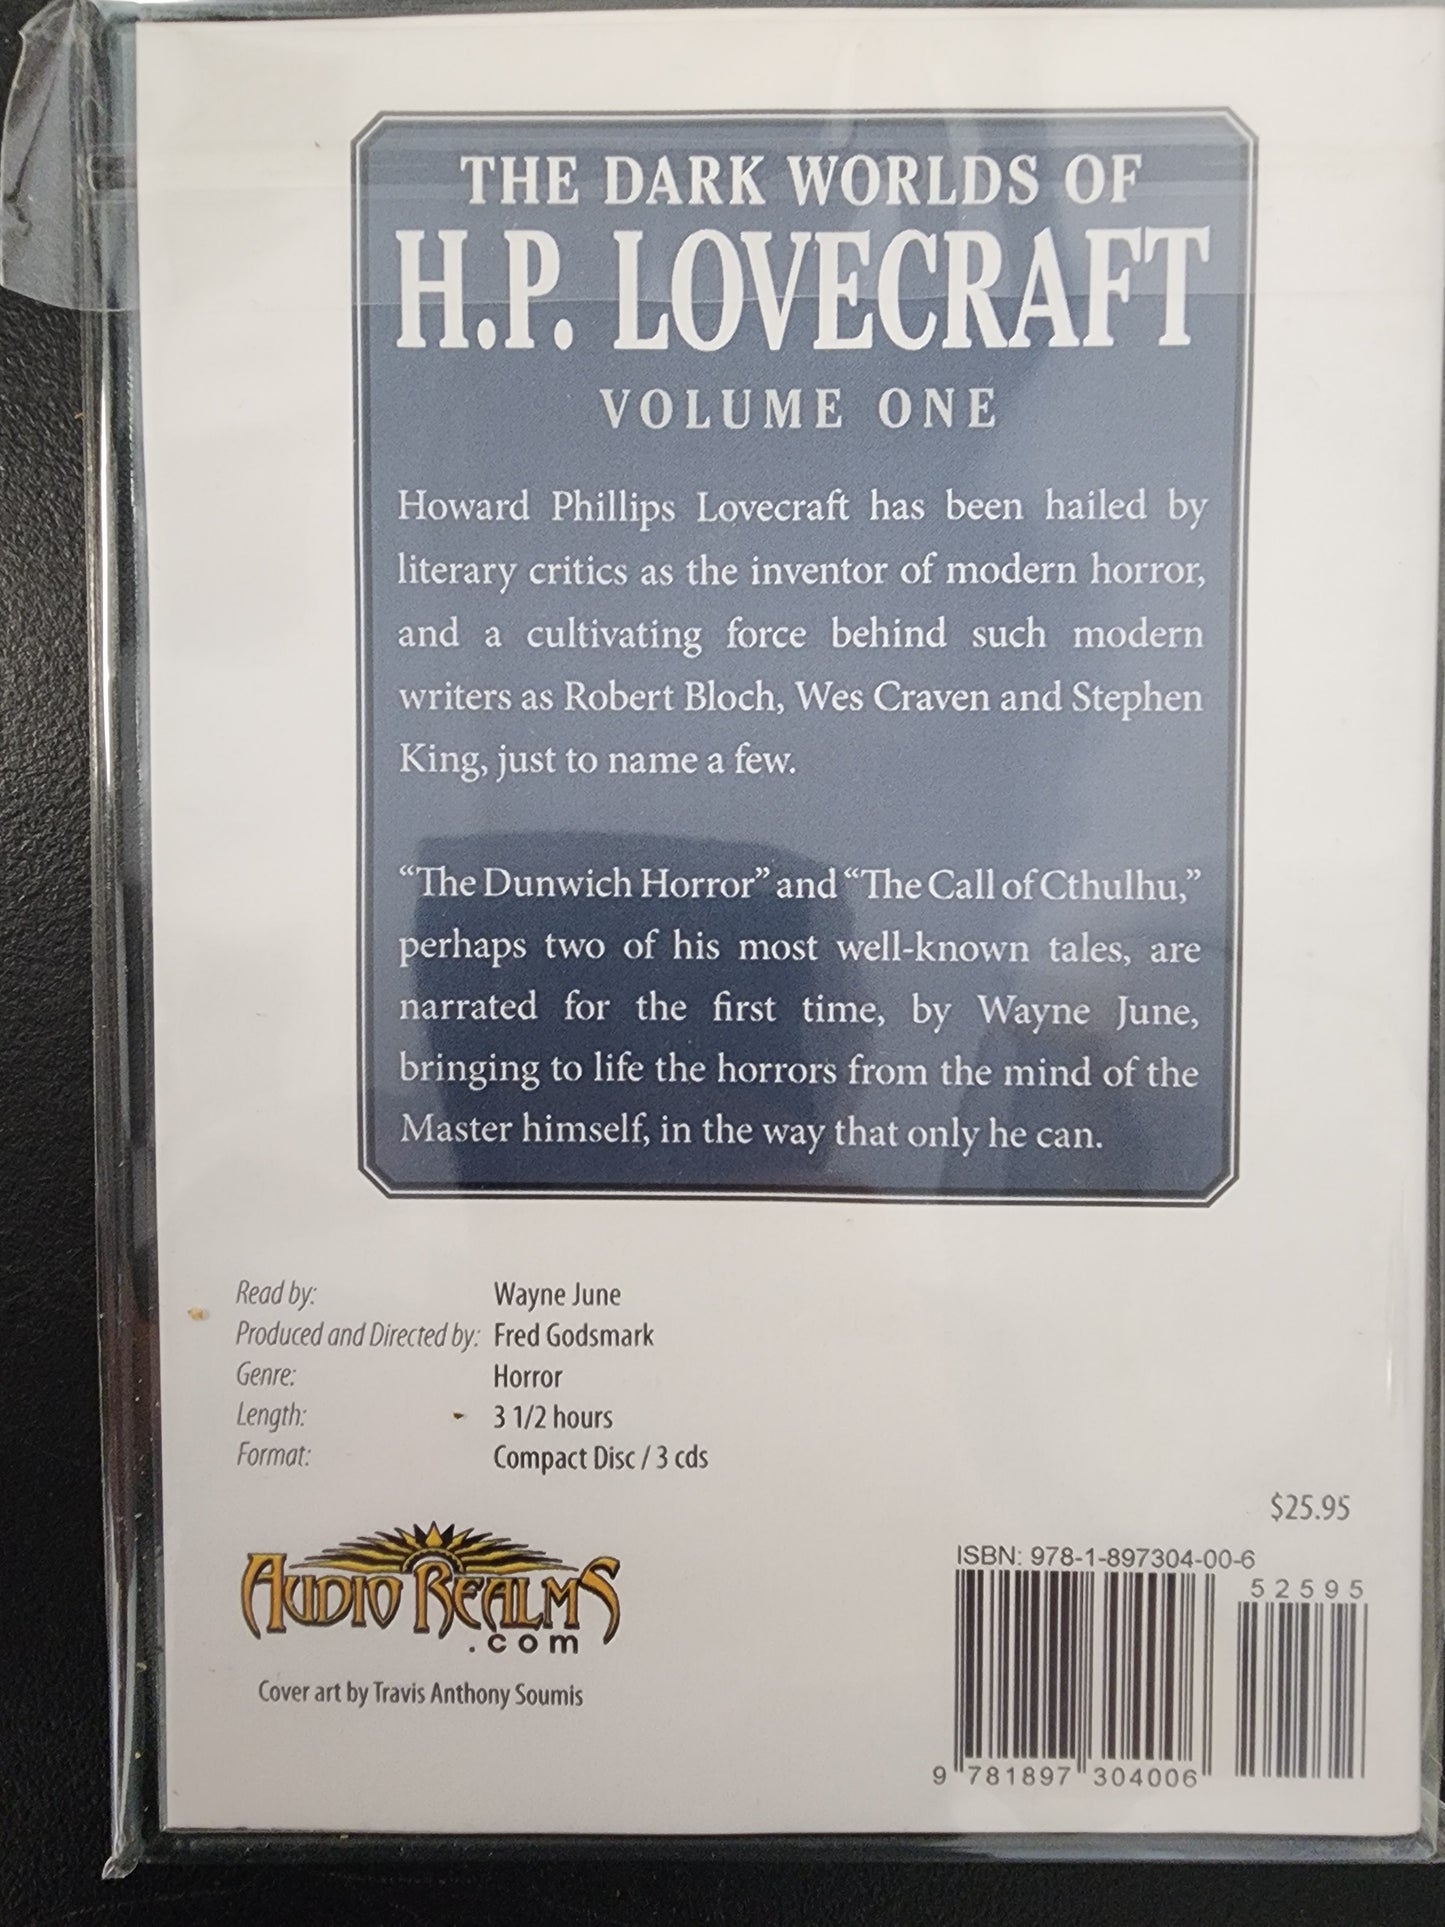 THE DARK WORLDS OF
H.P. LOVECRAFT
VOLUME ONE
Howard Phillips Lovecraft has been hailed by
literary critics as the inventor of modern horror,
and a cultivating force behind such modern
writers as Robert Bloch, Wes Craven and Stephen
King, just to name a few.
“The Dunwich Horror” and “The Call of Cthulhu,”
perhaps two of his most well-known tales, are
narrated for the first time, by Wayne June,
bringing to life the horrors from the mind of the
Master himself, in the way that only he can.
Read by: Wayne June
Produced and Directed by: Fred Godsmark
Genre: Horror
Length: 3 1/2 hours
Format: Compact Disc / 3 cds
AUDIO REALMS
.com
Cover art by Travis Anthony Soumis
$25.95
ISBN: 978-1-897304-00-6
52595
9 781897 304006